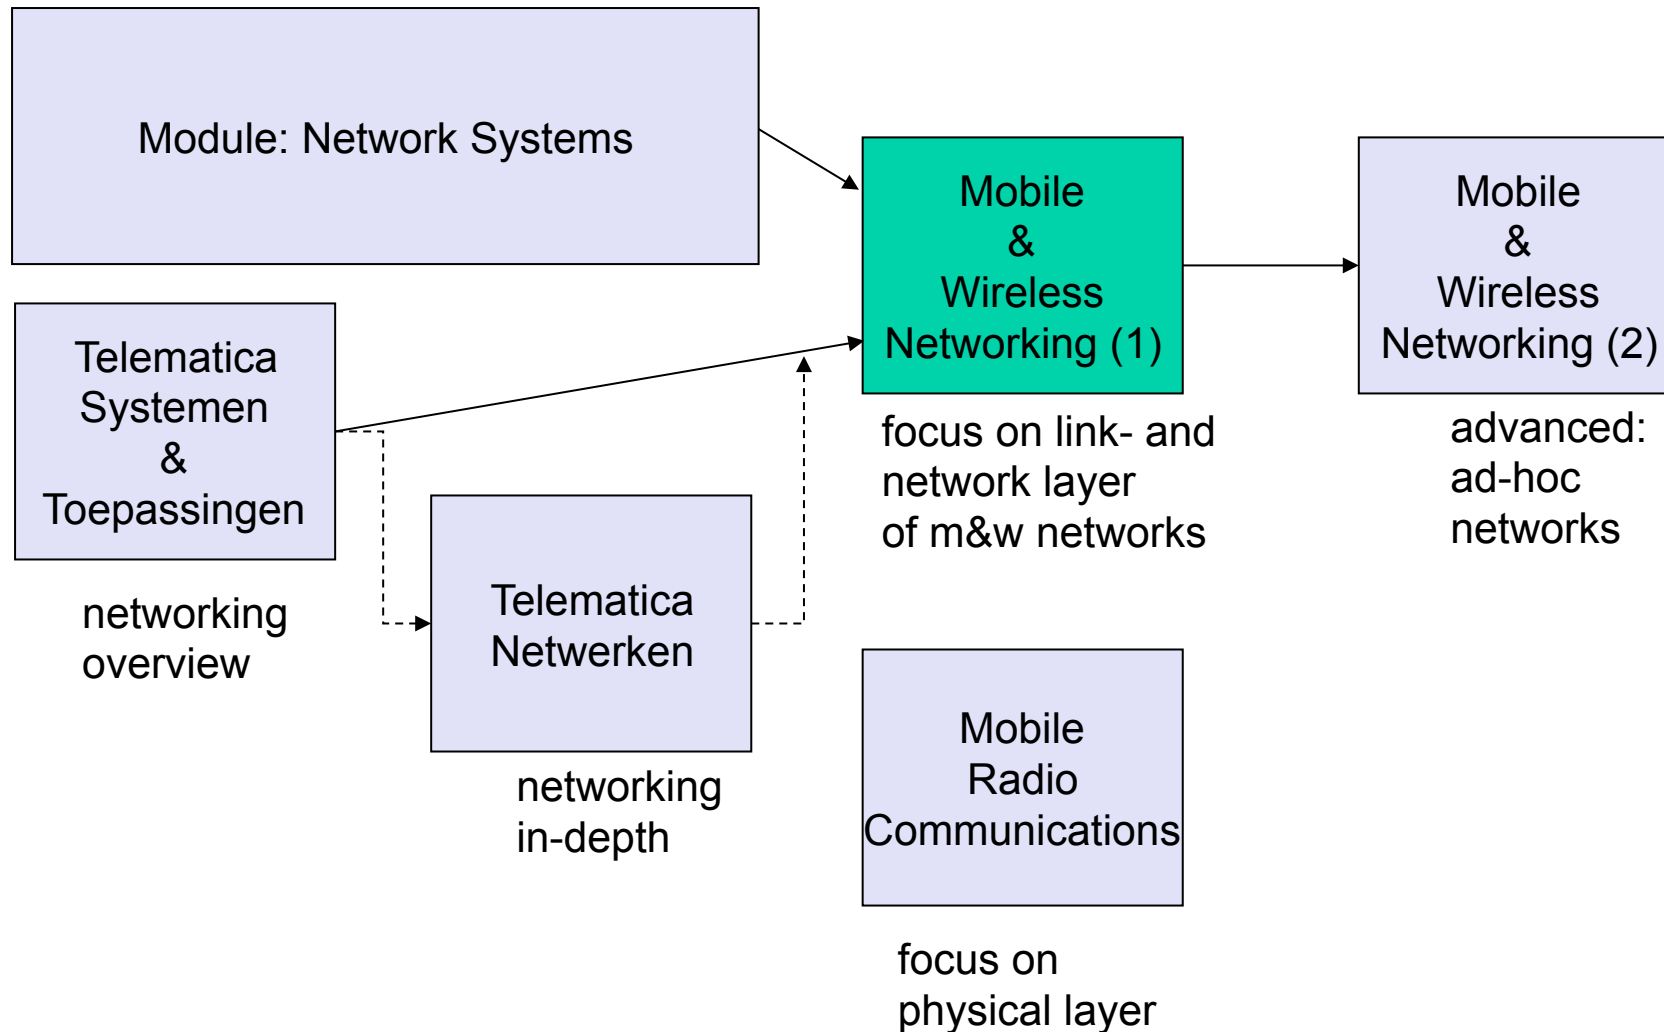 Module: Network Systems
Mobile
&
Wireless
Networking (1)
focus on link- and
network layer
of m&w networks
Mobile
&
Wireless
Networking (2)
advanced:
ad-hoc
networks
Telematica
Systemen
&
Toepassingen
networking
overview
Telematica
Netwerken
networking
in-depth
Mobile
Radio
Communications
focus on
physical layer